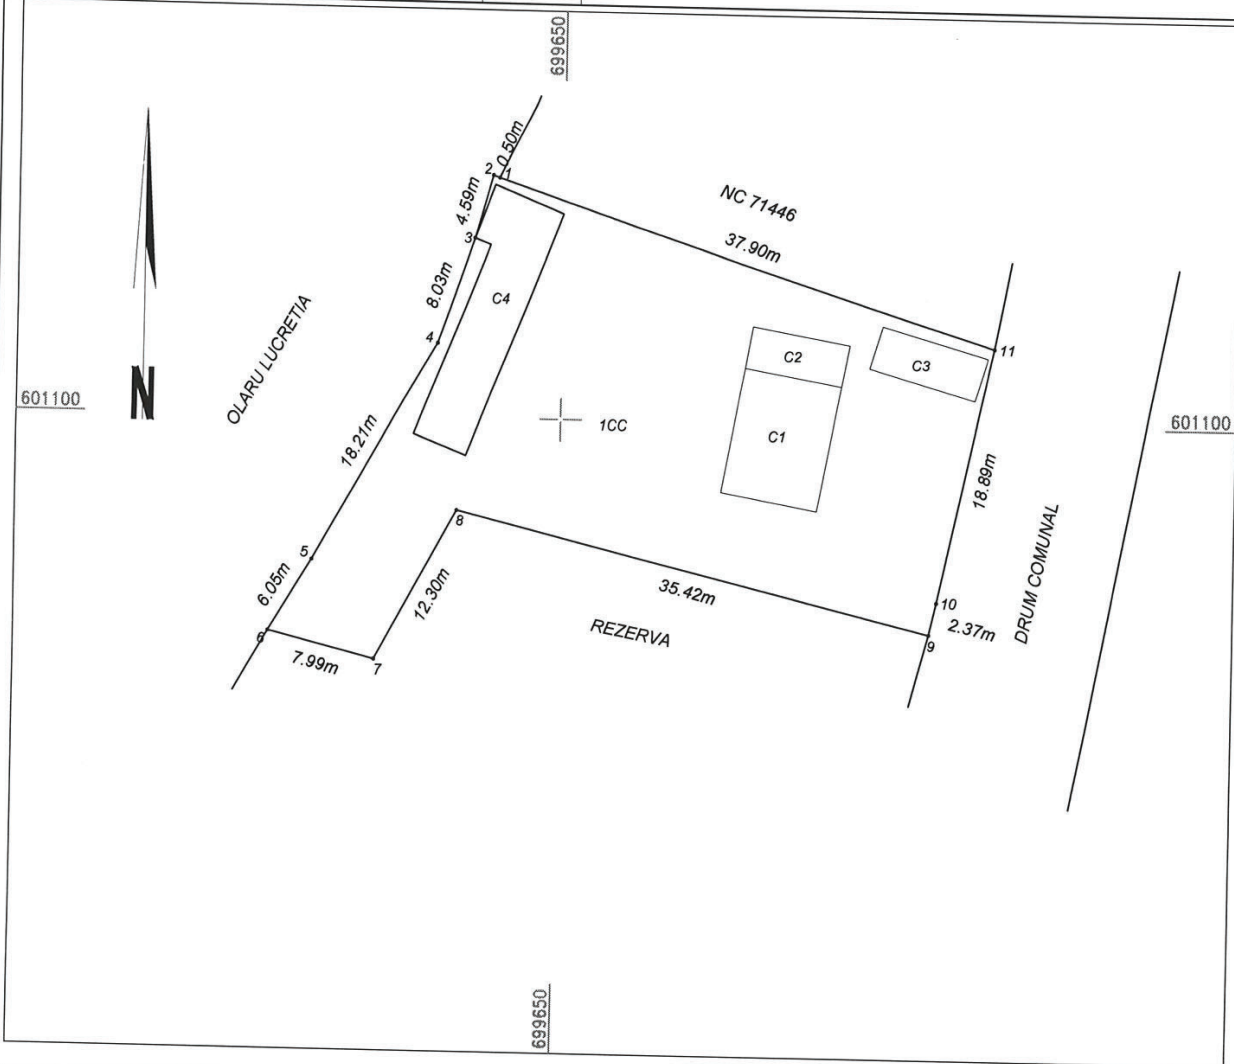 699650
0.50m
2
1
4.59m
NC 71446
3
37.90m
8.03m
C4
4
C2
C3
11
OLARU LUCRETIA
N
601100
1CC
C1
601100
18.21m
18.89m
8
5
6.05m
12.30m
35.42m
DRUM COMUNAL
10
REZERVA
2.37m
6
9
7.99m
7
699650